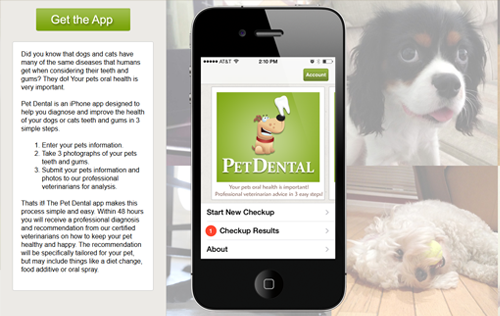 Get the App
Did you know that dogs and cats have
many of the same diseases that humans
get when considering their teeth and
gums? They do! Your pets oral health is
very important.
Pet Dental is an iPhone app designed to
help you diagnose and improve the health
of your dogs or cats teeth and gums in 3
simple steps.
1. Enter your pets information.
2. Take 3 photographs of your pets
teeth and gums.
3. Submit your pets information and
photos to our professional
veterinarians for analysis.
Thats it! The Pet Dental app makes this
process simple and easy. Within 48 hours
you will receive a professional diagnosis
and recommendation from our certified
veterinarians on how to keep your pet
healthy and happy. The recommendation
will be specifically tailored for your pet,
but may include things like a diet change,
food additive or oral spray.
AT&T 2:10 PM
Account
PETDENTAL
Your pets oral health is important!
Professional veterinarian advice in 3 easy steps!
Start New Checkup
1 Checkup Results
About